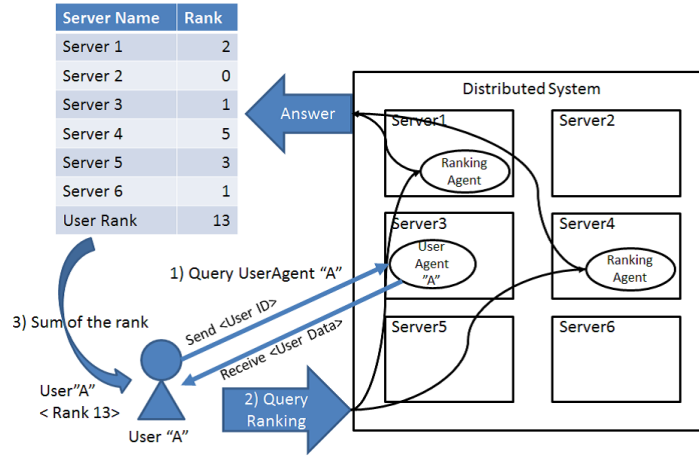 Server Name Rank
Server 1 2
Server 2 0
Server 3 1
Server 4 5
Server 5 3
Server 6 1
User Rank 13
Answer
Distributed System
Server1
Server2
Ranking
Agent
Server3
Server4
User
Agent
"A"
Ranking
Agent
Server5
Server6
1) Query UserAgent “A”
Send <User ID>
Receive <User Data>
3) Sum of the rank
User”A”
< Rank 13>
User “A”
2) Query
Ranking